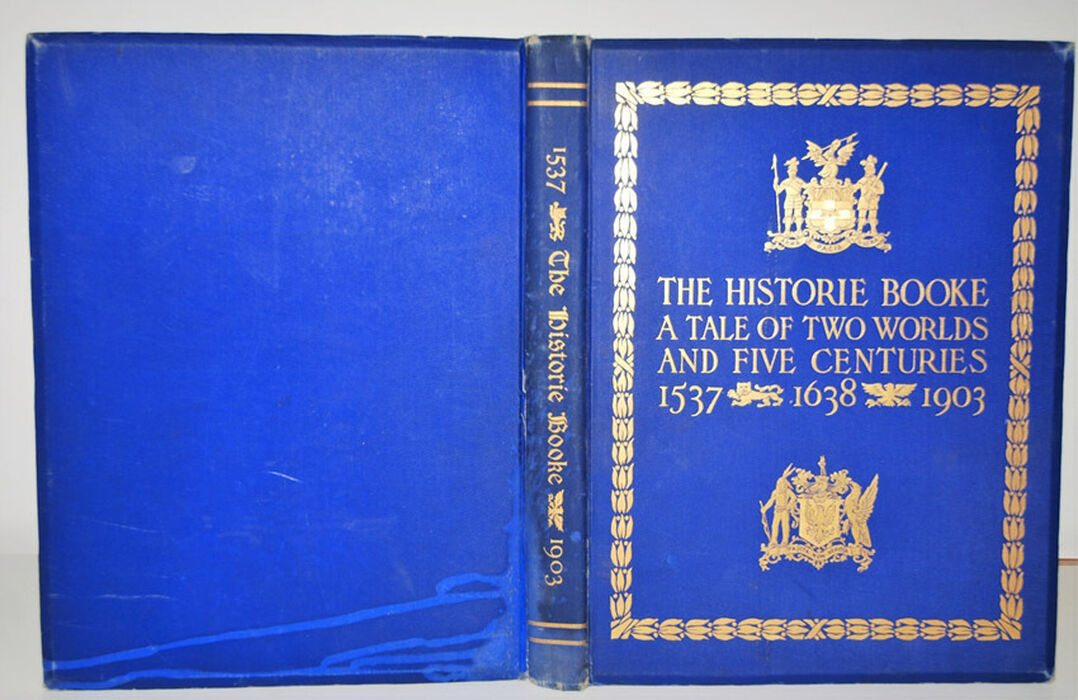 1537 The Historie Booke 1903
THE HISTORIE BOOKE
A TALE OF TWO WORLDS
AND FIVE CENTURIES
1537 1638 1903